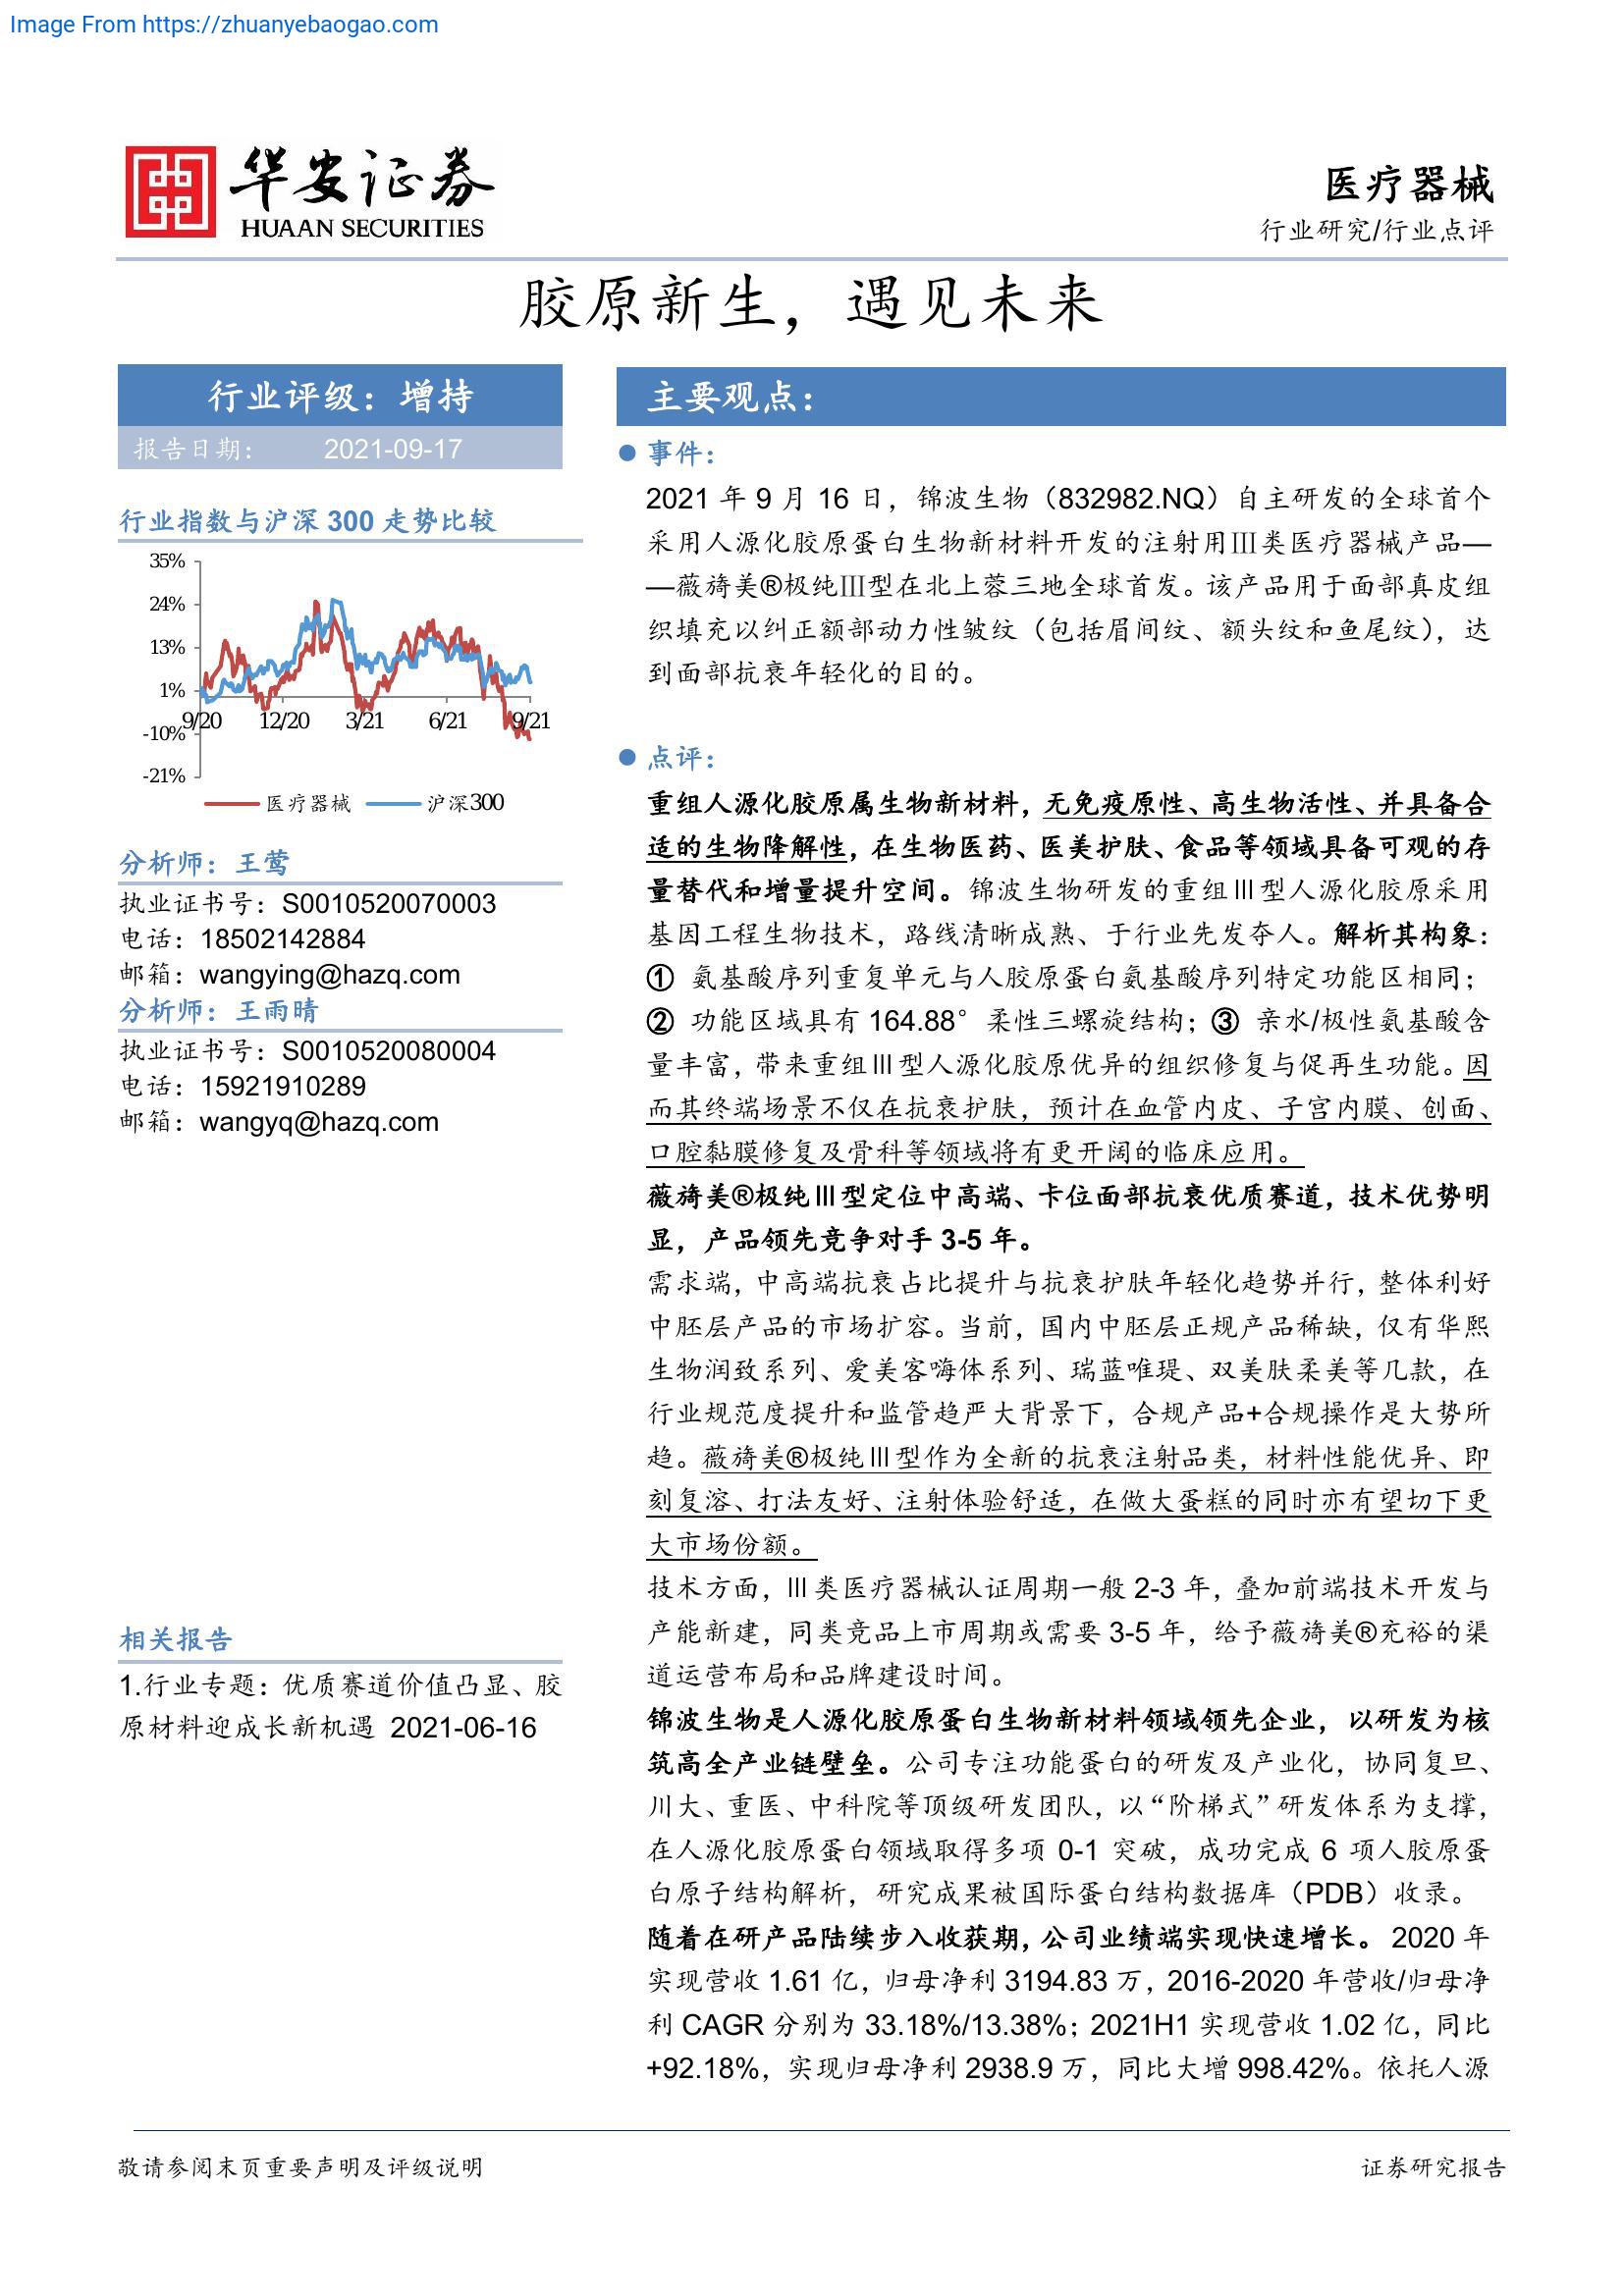 Image From https://zhuanyebaogao.com
华安证券
HUAAN SECURITIES
医疗器械
行业研究/行业点评
胶原新生，遇见未来
行业评级：增持
报告日期： 2021-09-17
行业指数与沪深 300 走势比较
35%
24%
13%
1%
-10%
-21%
9/20 12/20 3/21 6/21 9/21
医疗器械 沪深300
分析师：王莺
执业证书号：S0010520070003
电话：18502142884
邮箱：wangying@hazq.com
分析师：王雨晴
执业证书号：S0010520080004
电话：15921910289
邮箱：wangyq@hazq.com
相关报告
1.行业专题：优质赛道价值凸显、胶
原材料迎成长新机遇 2021-06-16
主要观点：
● 事件：
2021 年 9 月 16 日，锦波生物（832982.NQ）自主研发的全球首个
采用人源化胶原蛋白生物新材料开发的注射用Ⅲ类医疗器械产品—
—薇旖美®极纯Ⅲ型在北上蓉三地全球首发。该产品用于面部真皮组
织填充以纠正额部动力性皱纹（包括眉间纹、额头纹和鱼尾纹），达
到面部抗衰年轻化的目的。
● 点评：
重组人源化胶原属生物新材料，无免疫原性、高生物活性、并具备合
适的生物降解性，在生物医药、医美护肤、食品等领域具备可观的存
量替代和增量提升空间。锦波生物研发的重组Ⅲ型人源化胶原采用
基因工程生物技术，路线清晰成熟、于行业先发夺人。解析其构象：
① 氨基酸序列重复单元与人胶原蛋白氨基酸序列特定功能区相同；
② 功能区域具有 164.88°柔性三螺旋结构；③ 亲水/极性氨基酸含
量丰富，带来重组Ⅲ型人源化胶原优异的组织修复与促再生功能。因
而其终端场景不仅在抗衰护肤，预计在血管内皮、子宫内膜、创面、
口腔黏膜修复及骨科等领域将有更开阔的临床应用。
薇旖美®极纯Ⅲ型定位中高端、卡位面部抗衰优质赛道，技术优势明
显，产品领先竞争对手 3-5 年。
需求端，中高端抗衰占比提升与抗衰护肤年轻化趋势并行，整体利好
中胚层产品的市场扩容。当前，国内中胚层正规产品稀缺，仅有华熙
生物润致系列、爱美客嗨体系列、瑞蓝唯瑅、双美肤柔美等几款，在
行业规范度提升和监管趋严大背景下，合规产品+合规操作是大势所
趋。薇旖美®极纯Ⅲ型作为全新的抗衰注射品类，材料性能优异、即
刻复溶、打法友好、注射体验舒适，在做大蛋糕的同时亦有望切下更
大市场份额。
技术方面，Ⅲ类医疗器械认证周期一般 2-3 年，叠加前端技术开发与
产能新建，同类竞品上市周期或需要 3-5 年，给予薇旖美®充裕的渠
道运营布局和品牌建设时间。
锦波生物是人源化胶原蛋白生物新材料领域领先企业，以研发为核
筑高全产业链壁垒。公司专注功能蛋白的研发及产业化，协同复旦、
川大、重医、中科院等顶级研发团队，以“阶梯式”研发体系为支撑，
在人源化胶原蛋白领域取得多项 0-1 突破，成功完成 6 项人胶原蛋
白原子结构解析，研究成果被国际蛋白结构数据库（PDB）收录。
随着在研产品陆续步入收获期，公司业绩端实现快速增长。2020 年
实现营收 1.61 亿，归母净利 3194.83 万，2016-2020 年营收/归母净
利 CAGR 分别为 33.18%/13.38%；2021H1 实现营收 1.02 亿，同比
+92.18%，实现归母净利 2938.9 万，同比大增 998.42%。依托人源
敬请参阅末页重要声明及评级说明
证券研究报告